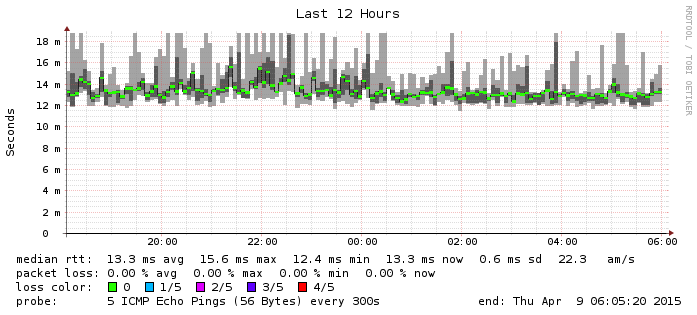 Last 12 Hours
RRDTOOL / TOBI OETIKER
Seconds
18 m
16 m
14 m
12 m
10 m
8 m
6 m
4 m
2 m
0
20:00 22:00 00:00 02:00 04:00 06:00
median rtt: 13.3 ms avg 15.6 ms max 12.4 ms min 13.3 ms now 0.6 ms sd 22.3 am/s
packet loss: 0.00 % avg 0.00 % max 0.00 % min 0.00 % now
loss color: 0 1/5 2/5 3/5 4/5
probe: 5 ICMP Echo Pings (56 Bytes) every 300s end: Thu Apr 9 06:05:20 2015